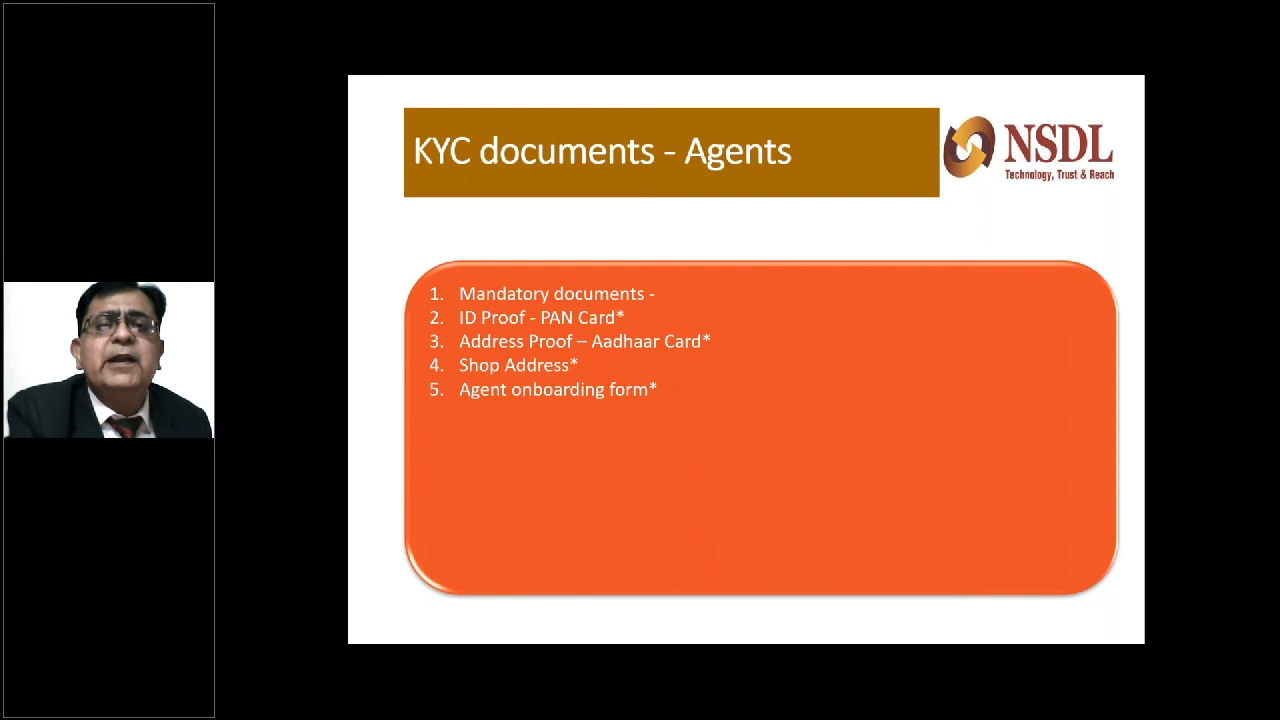 KYC documents - Agents
NSDL
Technology, Trust & Reach
1. Mandatory documents -
2. ID Proof - PAN Card*
3. Address Proof – Aadhaar Card*
4. Shop Address*
5. Agent onboarding form*